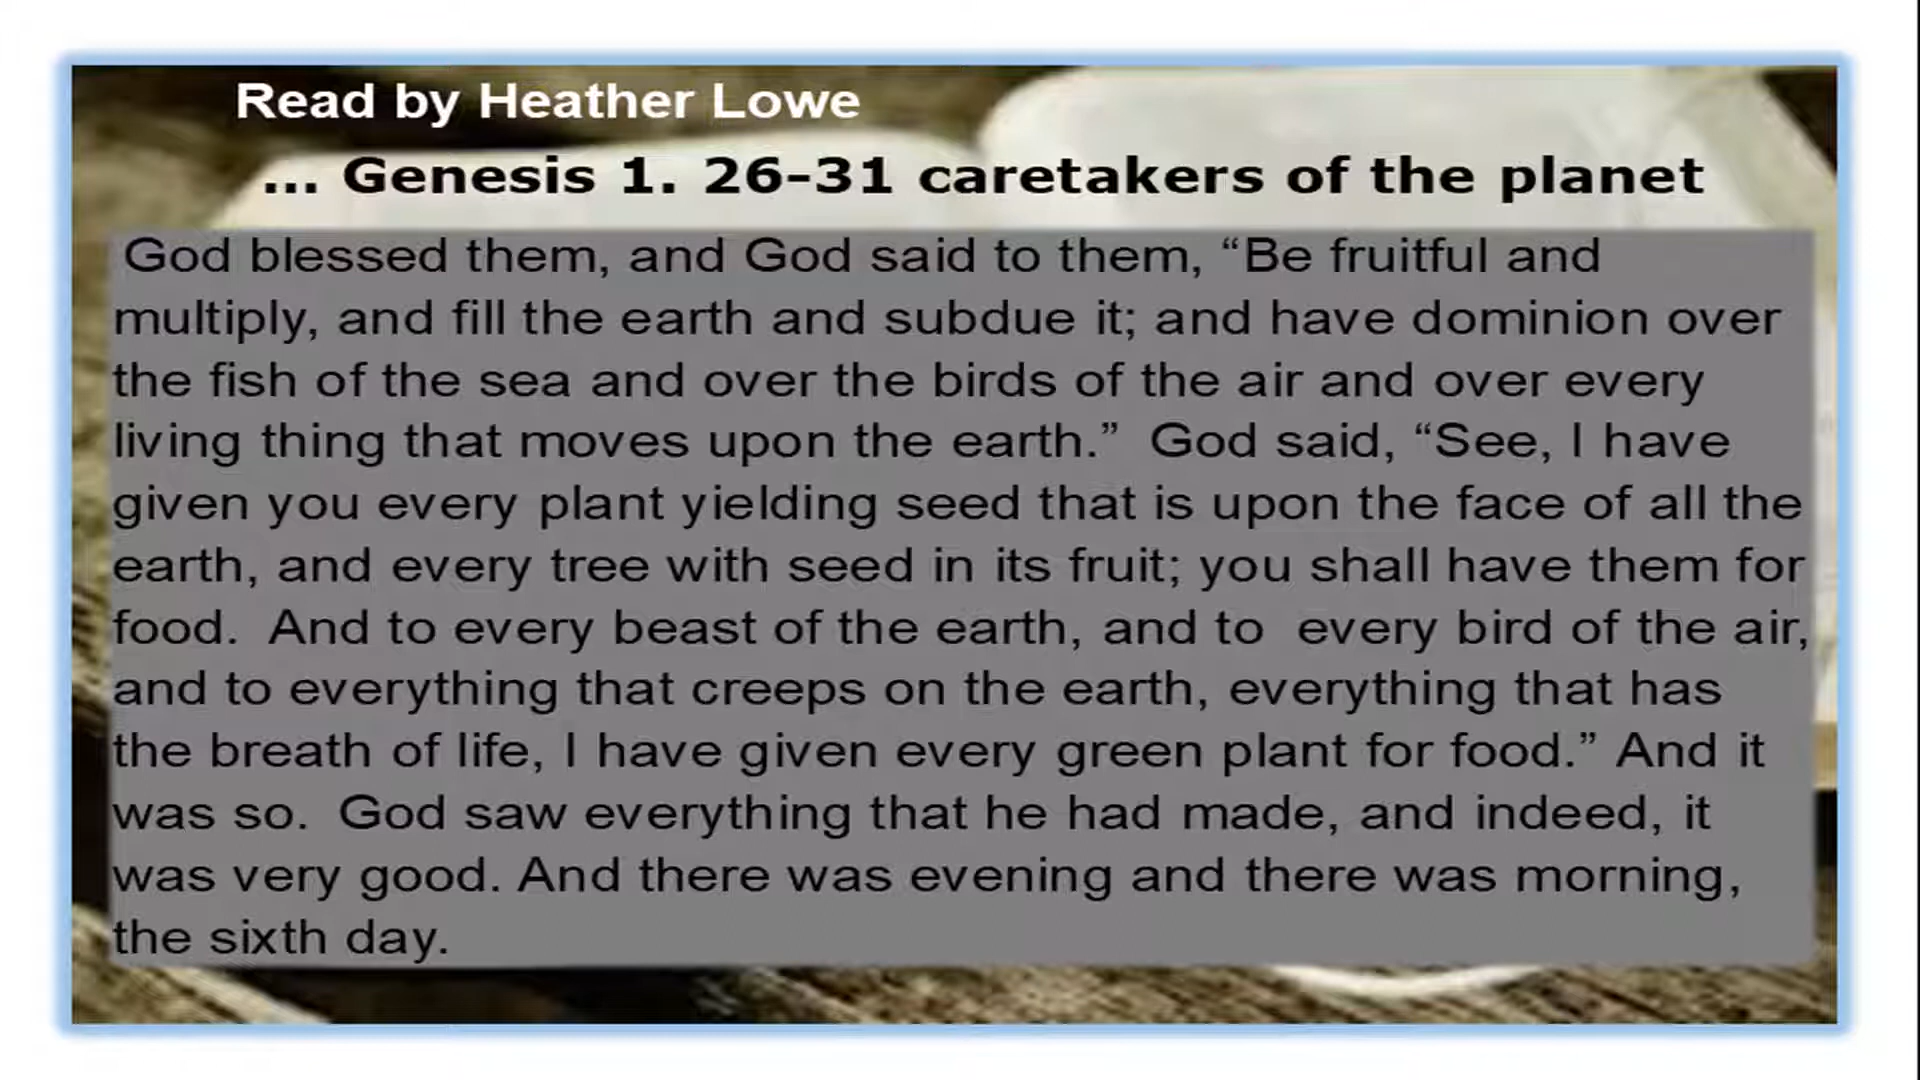 Read by Heather Lowe
... Genesis 1. 26-31 caretakers of the planet
God blessed them, and God said to them, “Be fruitful and
multiply, and fill the earth and subdue it; and have dominion over
the fish of the sea and over the birds of the air and over every
living thing that moves upon the earth.” God said, “See, I have
given you every plant yielding seed that is upon the face of all the
earth, and every tree with seed in its fruit; you shall have them for
food. And to every beast of the earth, and to every bird of the air,
and to everything that creeps on the earth, everything that has
the breath of life, I have given every green plant for food.” And it
was so. God saw everything that he had made, and indeed, it
was very good. And there was evening and there was morning,
the sixth day.